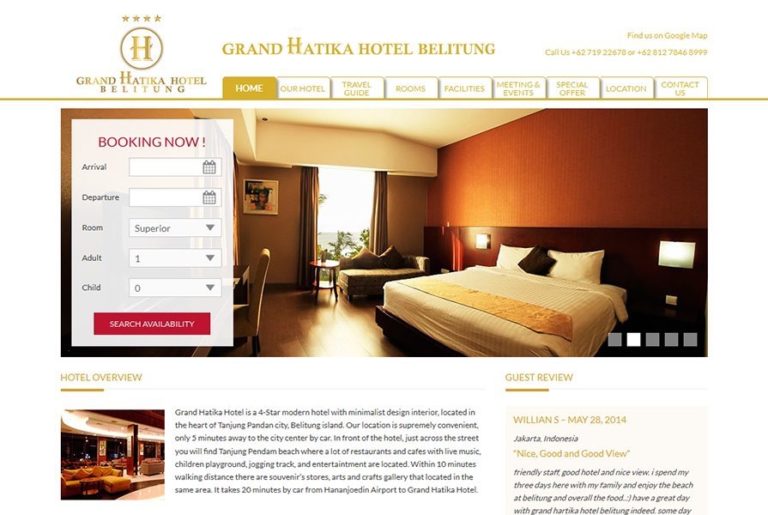 GRAND HATIKA HOTEL
BELITUNG
GRAND HATIKA HOTEL BELITUNG
Find us on Google Map
Call Us +62 719 22678 or +62 812 7846 8999
HOME
OUR HOTEL
TRAVEL
GUIDE
ROOMS
FACILITIES
MEETING &
EVENTS
SPECIAL
OFFER
LOCATION
CONTACT
US
BOOKING NOW !
Arrival
Departure
Room Superior
Adult 1
Child 0
SEARCH AVAILABILITY
HOTEL OVERVIEW
Grand Hatika Hotel is a 4-Star modern hotel with minimalist design interior, located
in the heart of Tanjung Pandan city, Belitung island. Our location is supremely convenient,
only 5 minutes away to the city center by car. In front of the hotel, just across the street
you will find Tanjung Pendam beach where a lot of restaurants and cafes with live music,
children playground, jogging track, and entertaintment are located. Within 10 minutes
walking distance there are souvenir's stores, arts and crafts gallery that located in the
same area. It takes 20 minutes by car from Hananjoedin Airport to Grand Hatika Hotel.
GUEST REVIEW
WILLIAN S – MAY 28, 2014
Jakarta, Indonesia
"Nice, Good and Good View"
friendly staff, good hotel and nice view. i spend my
three days here with my family and enjoy the beach
at belitung and overall the food..:) have a great day
with grand hartika hotel belitung indeed. some day